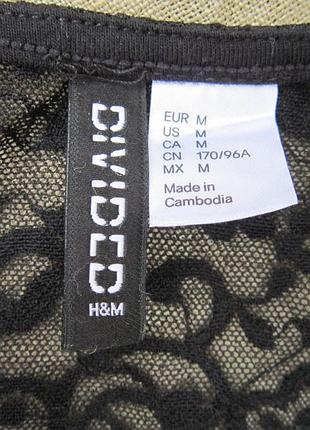 DIVIDED
H&M
EUR M
US M
CA M
CN 170/96A
MX M
Made in
Cambodia